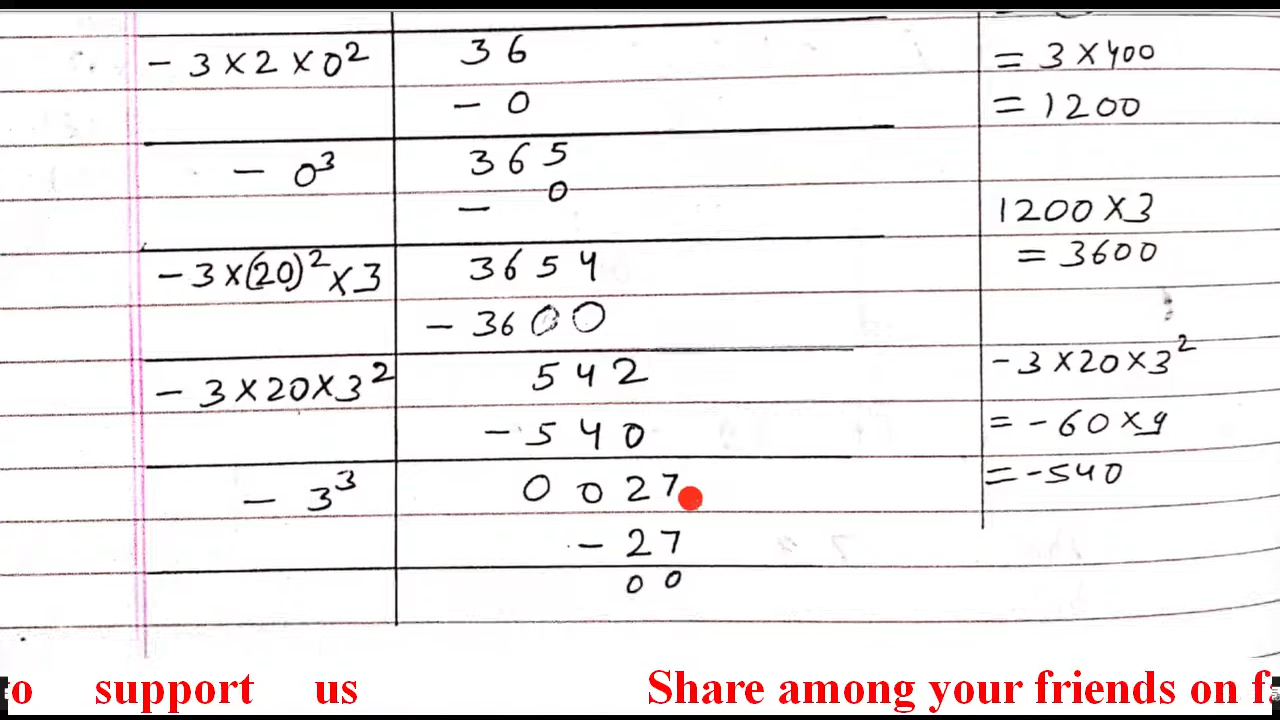 - 3 × 2 × 0² 36
- 0
- 0³ 365
- 0
- 3 × (20)² × 3 3654
- 3600
- 3 × 20 × 3² 542
- 540
- 3³ 0027
- 27
00
= 3 × 400
= 1200
1200 × 3
= 3600
- 3 × 20 × 3²
= - 60 × 9
= - 540
to support us Share among your friends on fa